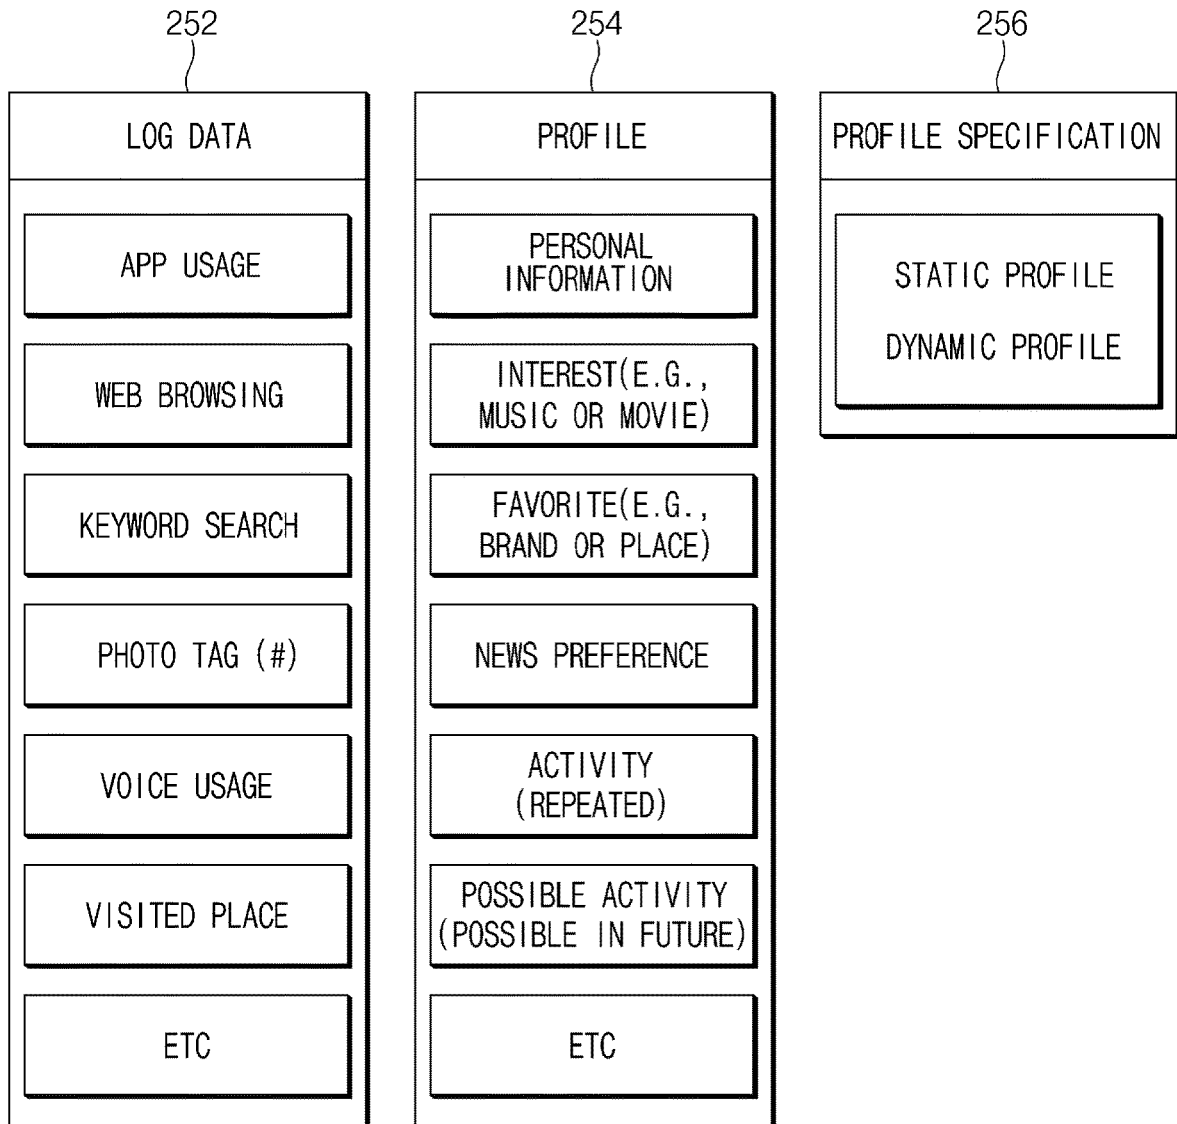 252
254
256
LOG DATA
APP USAGE
WEB BROWSING
KEYWORD SEARCH
PHOTO TAG (#)
VOICE USAGE
VISITED PLACE
ETC
PROFILE
PERSONAL
INFORMATION
INTEREST(E.G.,
MUSIC OR MOVIE)
FAVORITE(E.G.,
BRAND OR PLACE)
NEWS PREFERENCE
ACTIVITY
(REPEATED)
POSSIBLE ACTIVITY
(POSSIBLE IN FUTURE)
ETC
PROFILE SPECIFICATION
STATIC PROFILE
DYNAMIC PROFILE